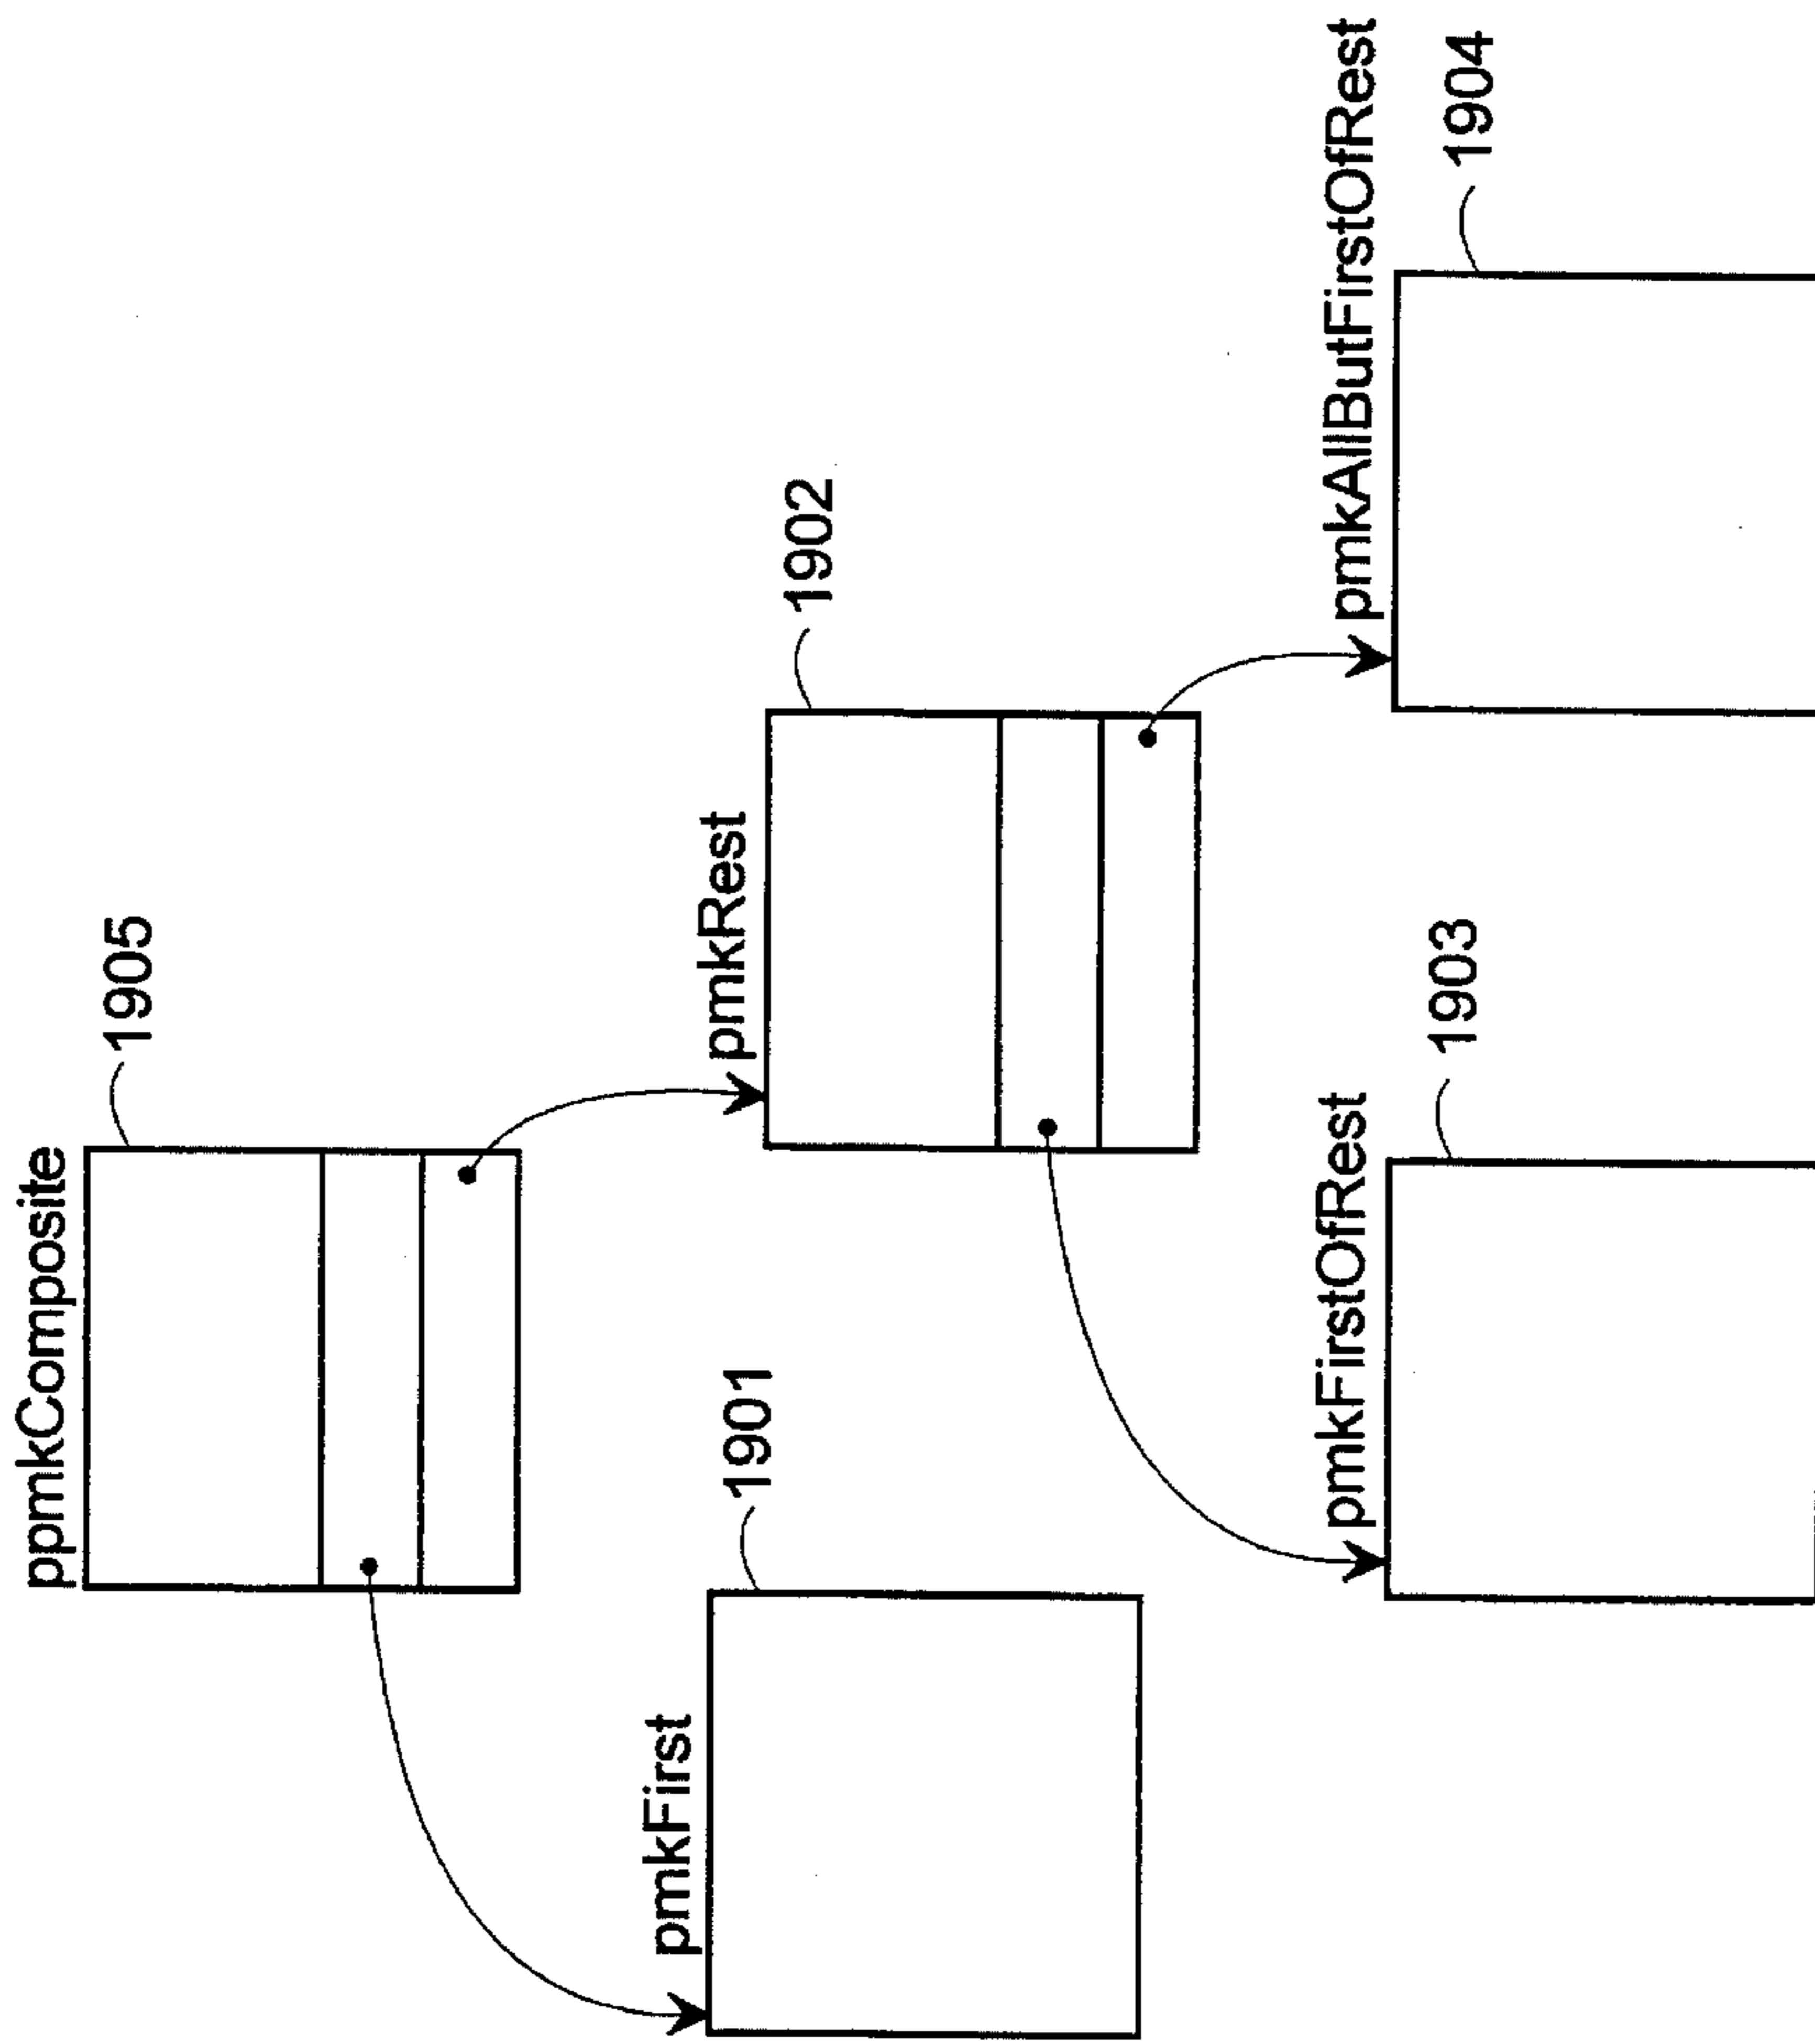 ppmkComposite
1905
pmkFirst
1901
pmkRest
1902
pmkFirstOfRest
1903
pmkAllButFirstOfRest
1904